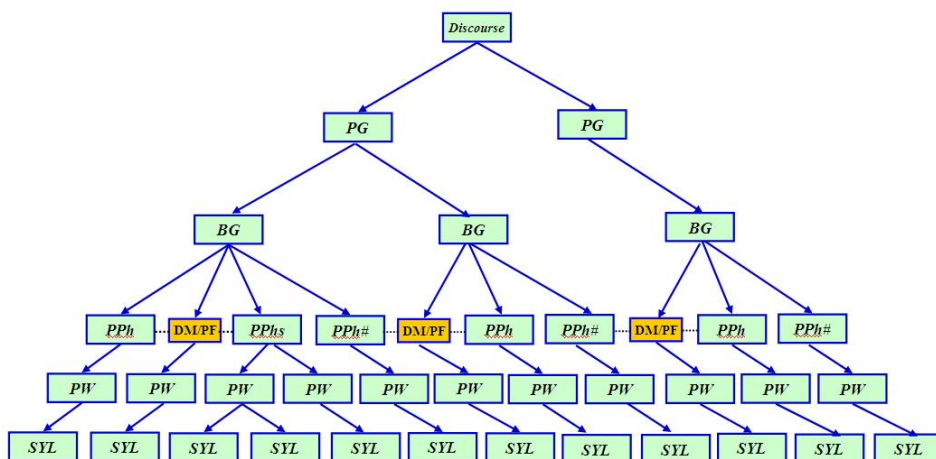 Discourse
PG PG
BG BG BG
PPh DM/PF PPhs PPh# DM/PF PPh PPh# DM/PF PPh PPh#
PW PW PW PW PW PW PW PW PW PW PW
SYL SYL SYL SYL SYL SYL SYL SYL SYL SYL SYL SYL